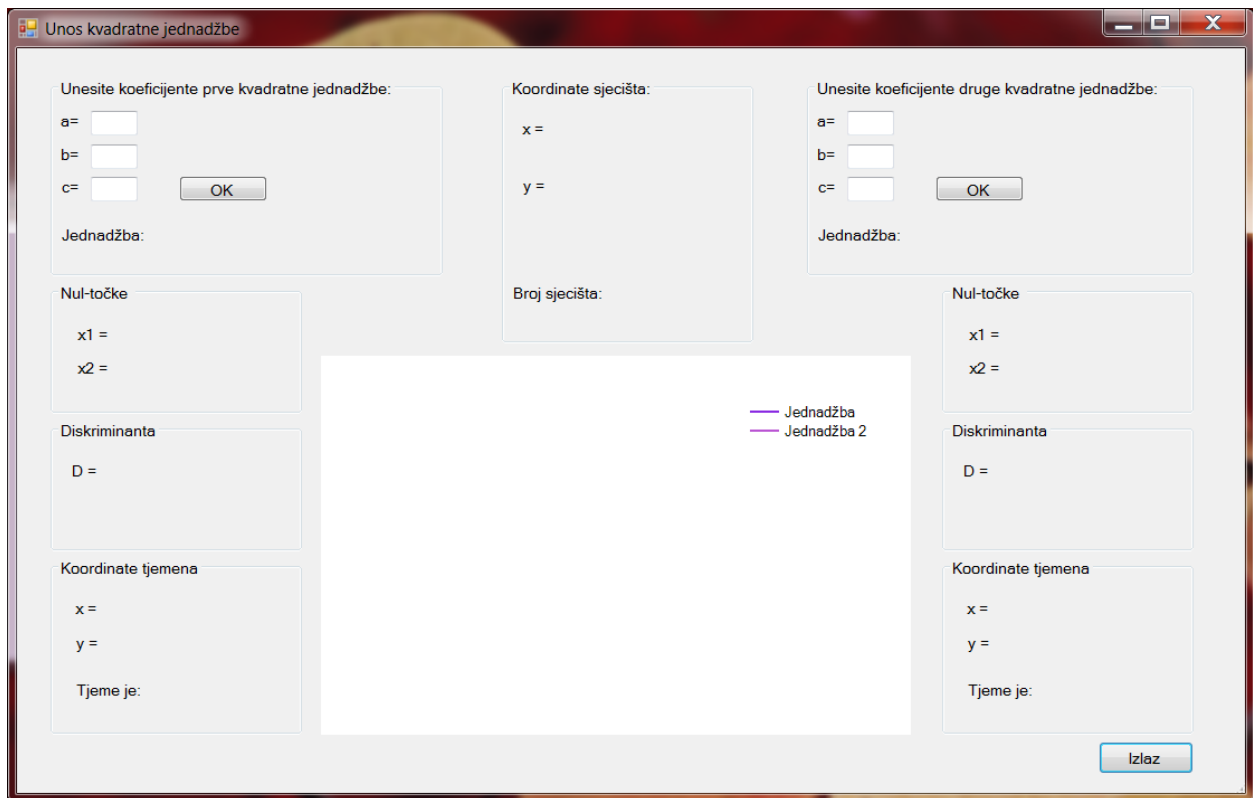 Unos kvadratne jednadžbe
Unesite koeficijente prve kvadratne jednadžbe:
a=
b=
c=
OK
Jednadžba:
Koordinate sjecišta:
x =
y =
Broj sjecišta:
Unesite koeficijente druge kvadratne jednadžbe:
a=
b=
c=
OK
Jednadžba:
Nul-točke
x1 =
x2 =
Diskriminanta
D =
Koordinate tjemena
x =
y =
Tjeme je:
Jednadžba
Jednadžba 2
Nul-točke
x1 =
x2 =
Diskriminanta
D =
Koordinate tjemena
x =
y =
Tjeme je:
Izlaz